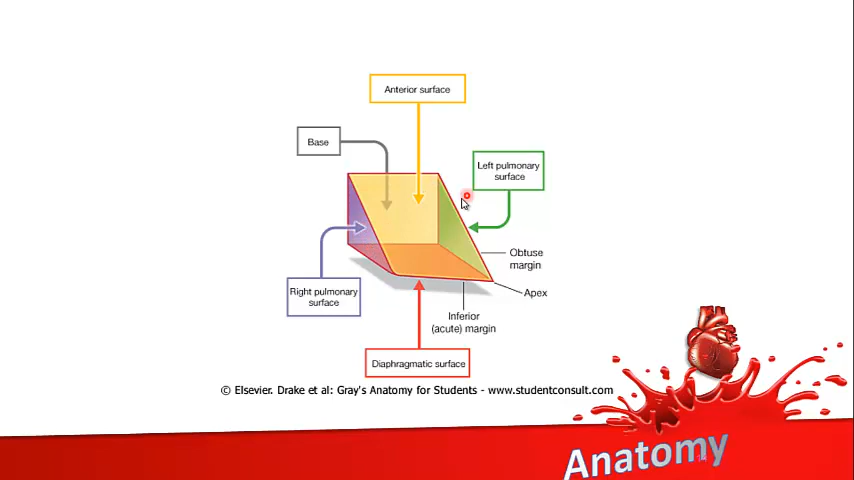 Anterior surface
Base
Left pulmonary
surface
Obtuse
margin
Right pulmonary
surface
Apex
Inferior
(acute) margin
Diaphragmatic surface
© Elsevier. Drake et al: Gray's Anatomy for Students - www.studentconsult.com
Anatomy